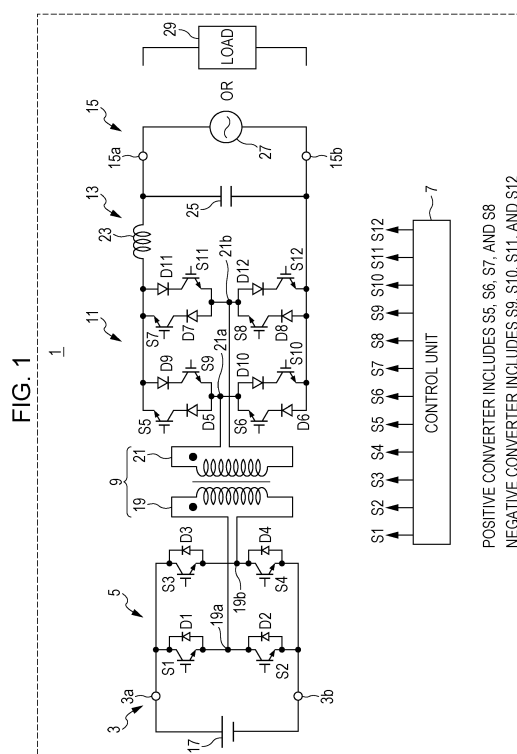 FIG. 1
1
3
3a
3b
17
5
S1
D1
S2
D2
S3
D3
S4
D4
19a
19b
9
19
21
11
21a
21b
S5
D5
S6
D6
D9
S9
D10
S10
S7
D7
S8
D8
D11
S11
D12
S12
13
23
25
15
15a
15b
27
OR
LOAD
29
S1 S2 S3 S4 S5 S6 S7 S8 S9 S10 S11 S12
CONTROL UNIT
7
POSITIVE CONVERTER INCLUDES S5, S6, S7, AND S8
NEGATIVE CONVERTER INCLUDES S9, S10, S11, AND S12